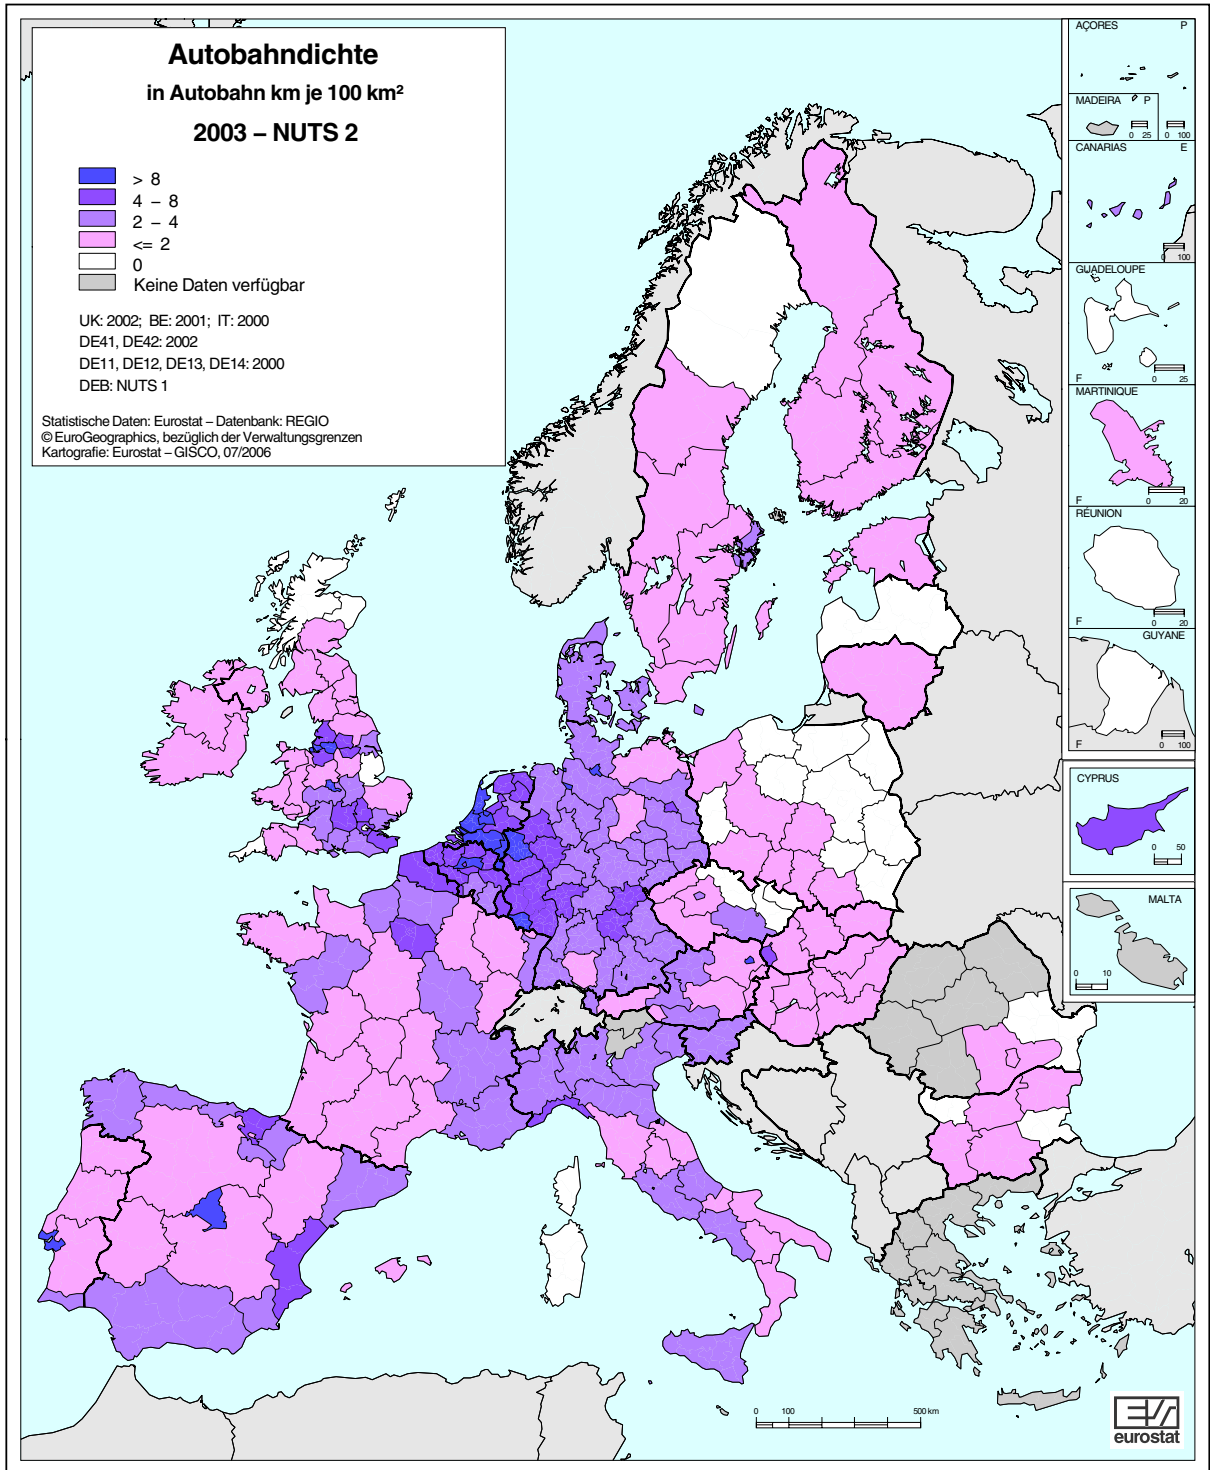 Autobahndichte
in Autobahn km je 100 km²
2003 – NUTS 2
> 8
4 – 8
2 – 4
<= 2
0
Keine Daten verfügbar
UK: 2002; BE: 2001; IT: 2000
DE41, DE42: 2002
DE11, DE12, DE13, DE14: 2000
DEB: NUTS 1
Statistische Daten: Eurostat – Datenbank: REGIO
© EuroGeographics, bezüglich der Verwaltungsgrenzen
Kartografie: Eurostat – GISCO, 07/2006
AÇORES P
MADEIRA P
0 25 0 100
CANARIAS E
0 100
GUADELOUPE
F 0 25
MARTINIQUE
F 0 20
RÉUNION
F 0 20
GUYANE
F 0 100
CYPRUS
0 50
MALTA
0 10
0 100 500 km
eurostat